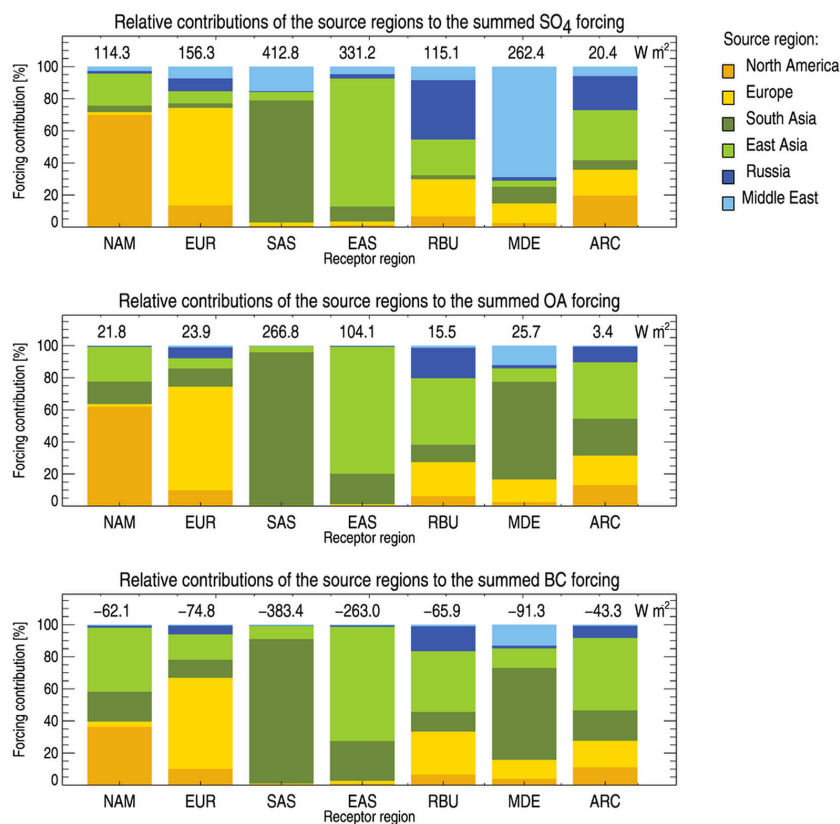 Relative contributions of the source regions to the summed SO4 forcing
114.3 156.3 412.8 331.2 115.1 262.4 20.4 W m²
Forcing contribution [%]
100
80
60
40
20
0
NAM EUR SAS EAS RBU MDE ARC
Receptor region
Source region:
North America
Europe
South Asia
East Asia
Russia
Middle East
Relative contributions of the source regions to the summed OA forcing
21.8 23.9 266.8 104.1 15.5 25.7 3.4 W m²
Forcing contribution [%]
100
80
60
40
20
0
NAM EUR SAS EAS RBU MDE ARC
Receptor region
Relative contributions of the source regions to the summed BC forcing
−62.1 −74.8 −383.4 −263.0 −65.9 −91.3 −43.3 W m²
Forcing contribution [%]
100
80
60
40
20
0
NAM EUR SAS EAS RBU MDE ARC
Receptor region